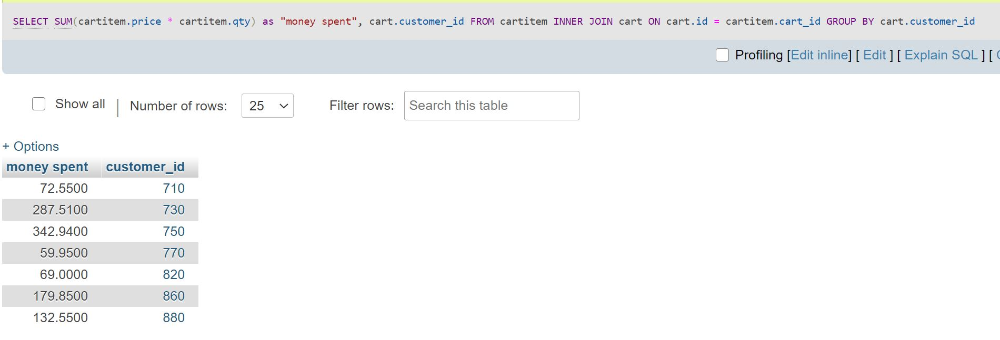 SELECT SUM(cartitem.price * cartitem.qty) as "money spent", cart.customer_id FROM cartitem INNER JOIN cart ON cart.id = cartitem.cart_id GROUP BY cart.customer_id
Profiling [Edit inline] [ Edit ] [ Explain SQL ] [
Show all | Number of rows: 25 Filter rows: Search this table
+ Options
money spent customer_id
72.5500 710
287.5100 730
342.9400 750
59.9500 770
69.0000 820
179.8500 860
132.5500 880